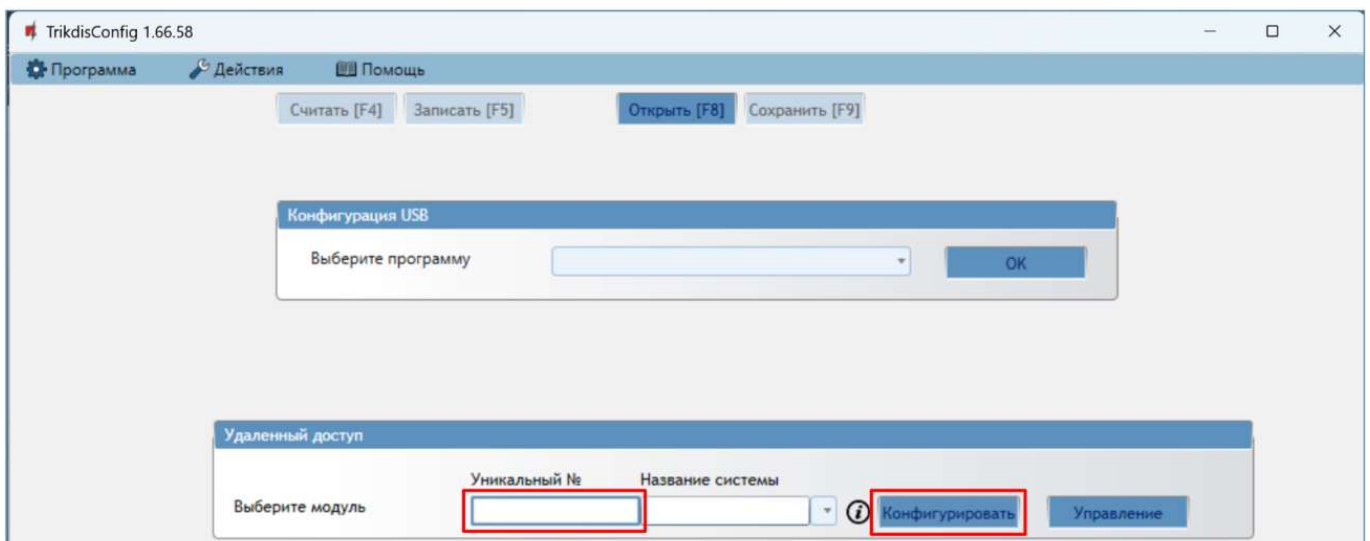 TrikdisConfig 1.66.58
Программа Действия Помощь
Считать [F4] Записать [F5] Открыть [F8] Сохранить [F9]
Конфигурация USB
Выберите программу OK
Удаленный доступ
Уникальный № Название системы
Выберите модуль Конфигурировать Управление